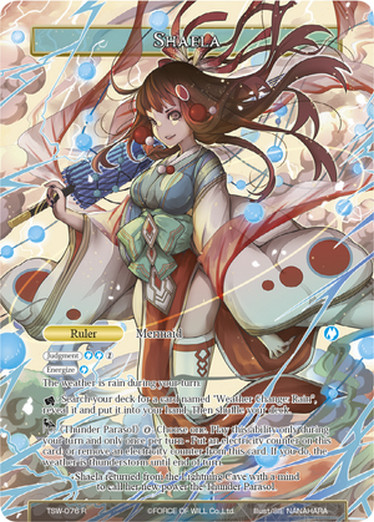 Shaela
Ruler
Mermaid
Judgment
Energize
The weather is rain during your turn.
: Search your deck for a card named "Weather Change: Rain",
reveal it and put it into your hand. Then shuffle your deck.
(Thunder Parasol) 0: Choose one. Play this ability only during
your turn and only once per turn - Put an electricity counter on this
card; or remove an electricity counter from this card. If you do, the
weather is thunderstorm until end of turn.
Shaela returned from the Lightning Cave with a mind
to call her new power the Thunder Parasol.
TSW-076 R
©FORCE OF WILL Co.,Ltd.
Illust/BS. NANAHARA